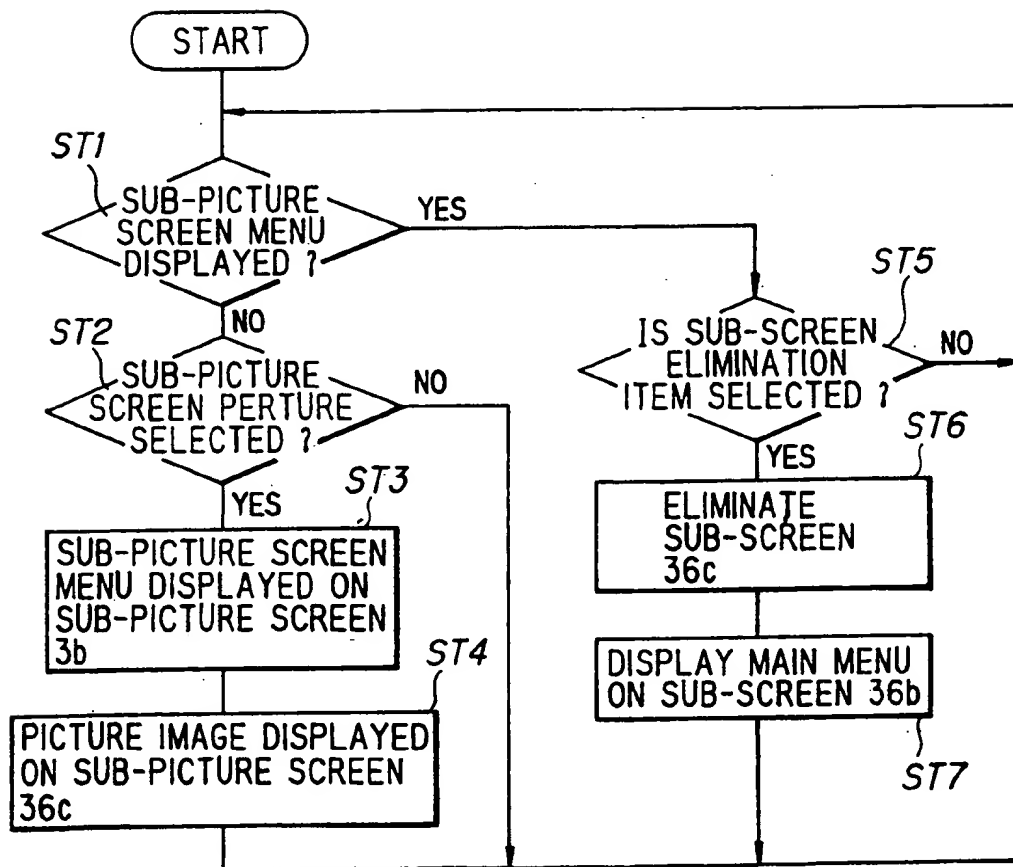 START
ST1
SUB-PICTURE
SCREEN MENU
DISPLAYED ?
YES
NO
ST2
SUB-PICTURE
SCREEN PERTURE
SELECTED ?
NO
YES
ST3
SUB-PICTURE SCREEN
MENU DISPLAYED ON
SUB-PICTURE SCREEN
3b
ST4
PICTURE IMAGE DISPLAYED
ON SUB-PICTURE SCREEN
36c
ST5
IS SUB-SCREEN
ELIMINATION
ITEM SELECTED ?
NO
YES
ST6
ELIMINATE
SUB-SCREEN
36c
DISPLAY MAIN MENU
ON SUB-SCREEN 36b
ST7